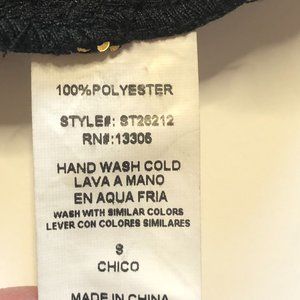 100%POLYESTER
STYLE#: ST26212
RN#:13305
HAND WASH COLD
LAVA A MANO
EN AQUA FRIA
WASH WITH SIMILAR COLORS
LEVER CON COLORES SIMILARES
S
CHICO
MADE IN CHINA